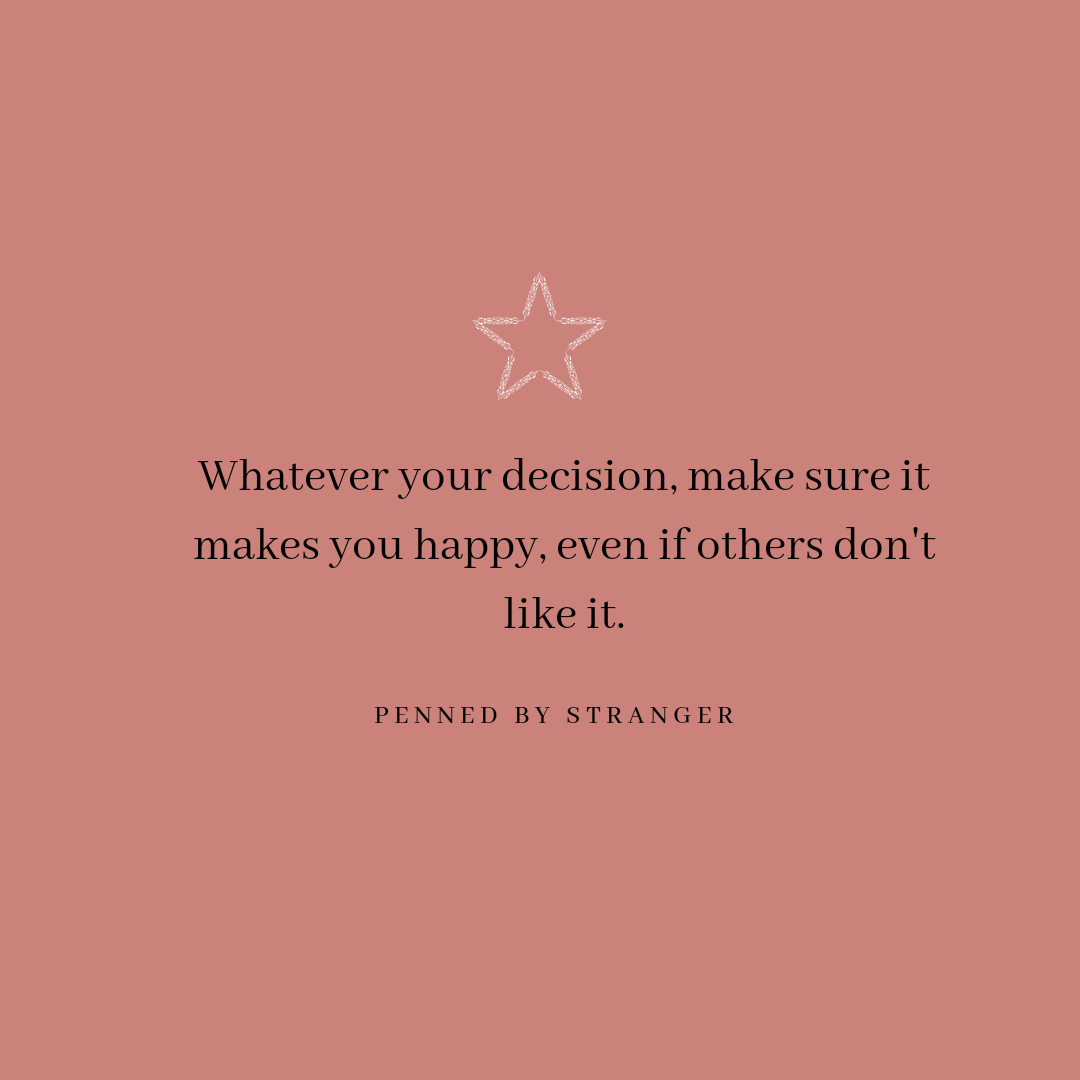 Whatever your decision, make sure it
makes you happy, even if others don't
like it.
PENNED BY STRANGER